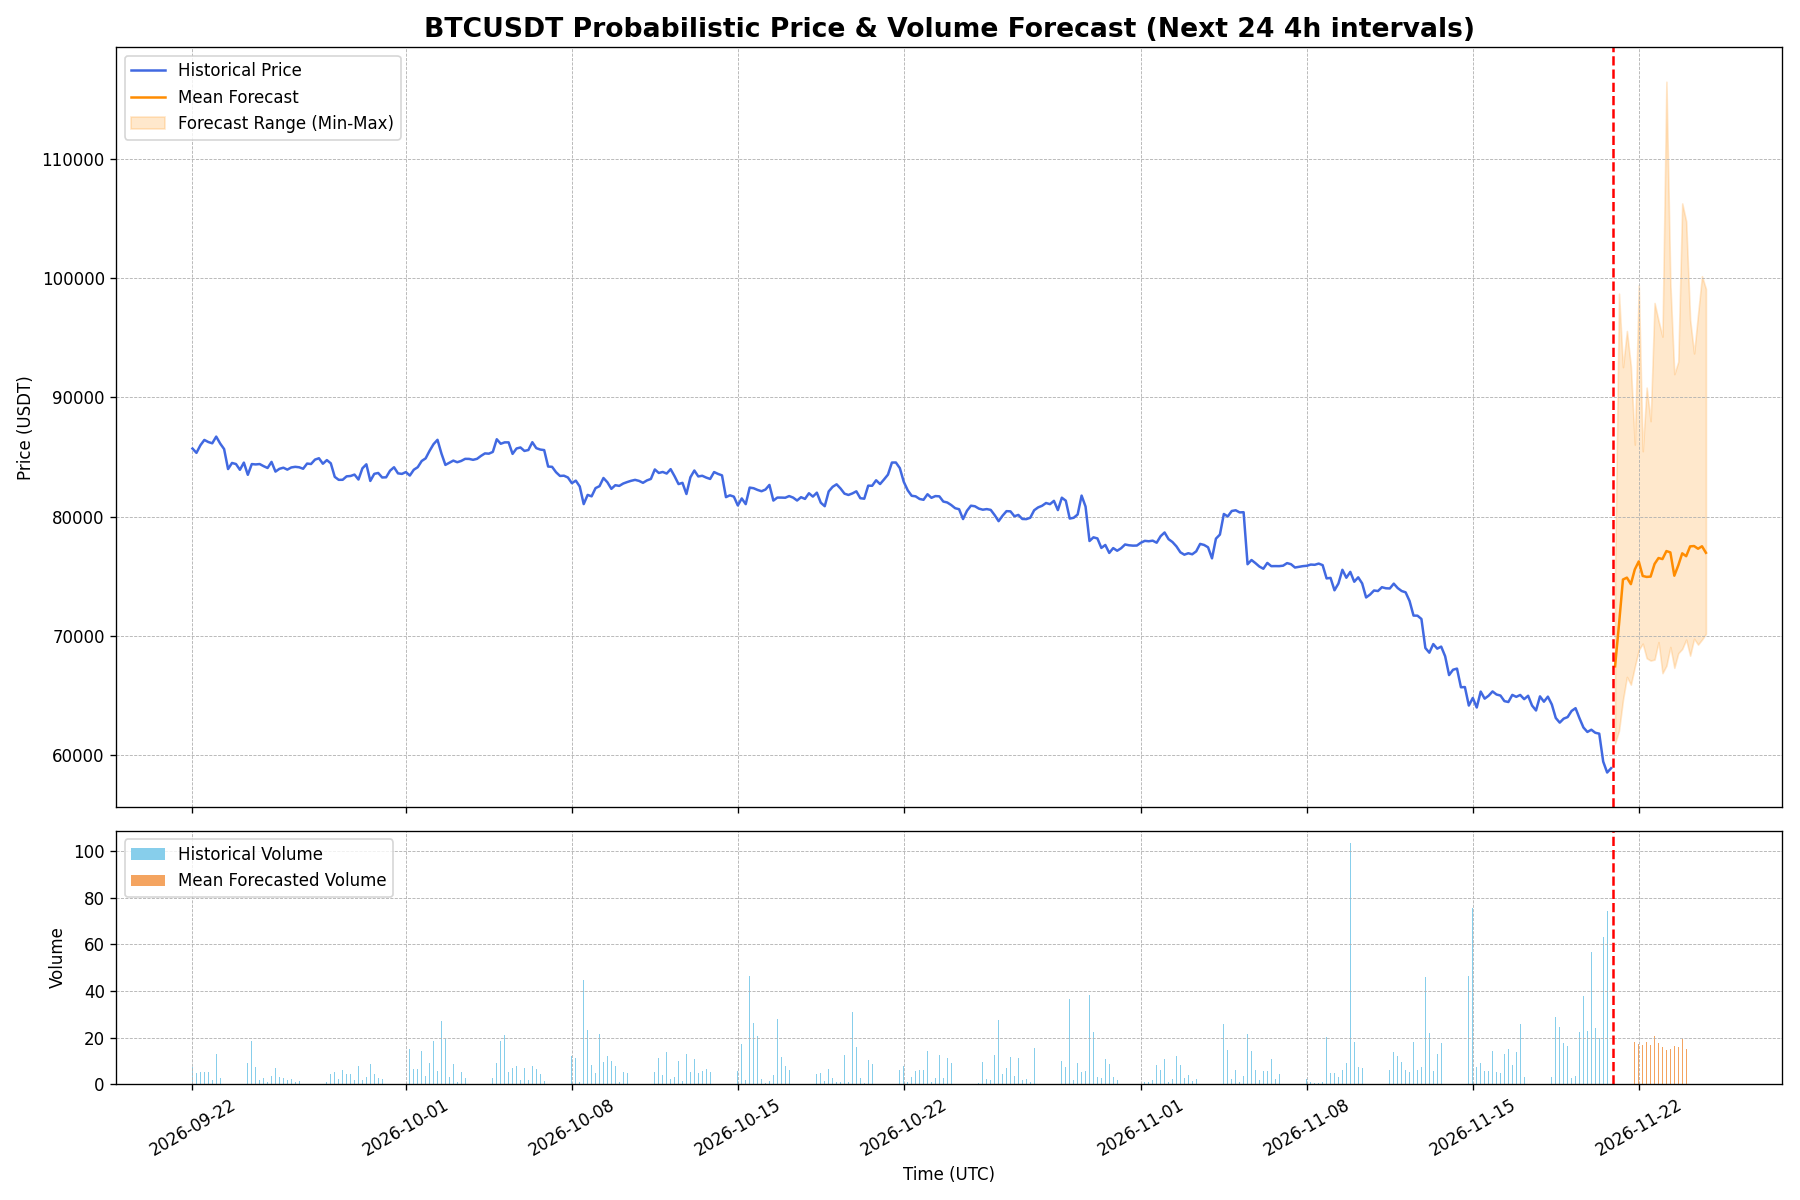 BTCUSDT Probabilistic Price & Volume Forecast (Next 24 4h intervals)
Historical Price
Mean Forecast
Forecast Range (Min-Max)
110000
100000
90000
80000
70000
60000
Price (USDT)
Historical Volume
Mean Forecasted Volume
100
80
60
40
20
0
Volume
2026-09-22
2026-10-01
2026-10-08
2026-10-15
2026-10-22
2026-11-01
2026-11-08
2026-11-15
2026-11-22
Time (UTC)